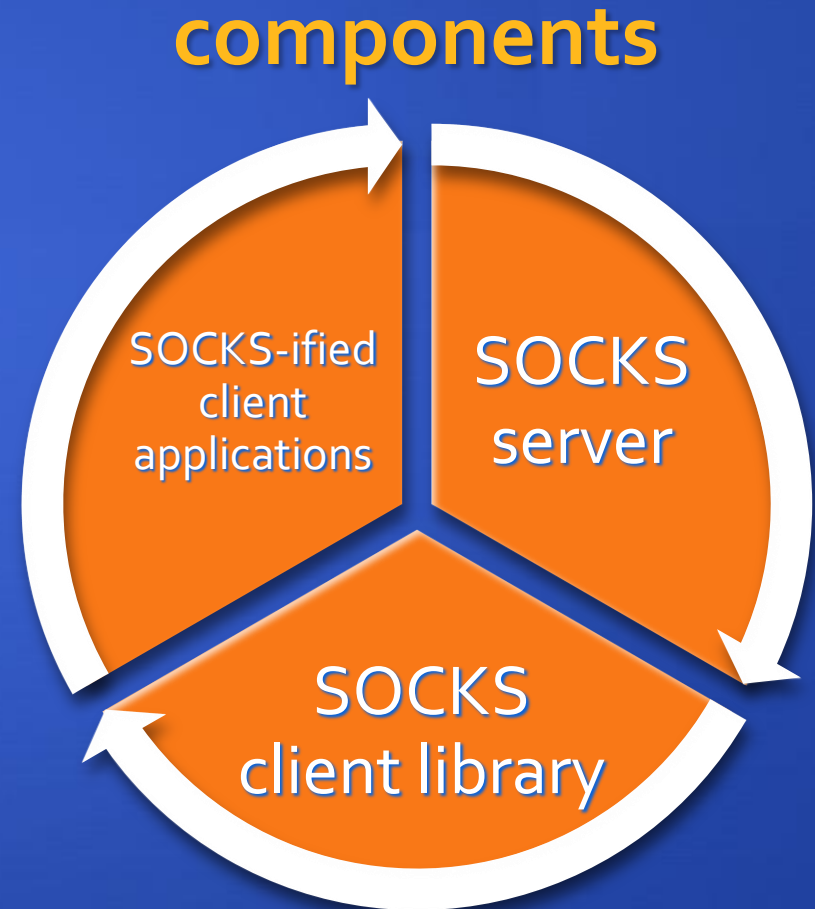 components
SOCKS-ified
client
applications
SOCKS
server
SOCKS
client library